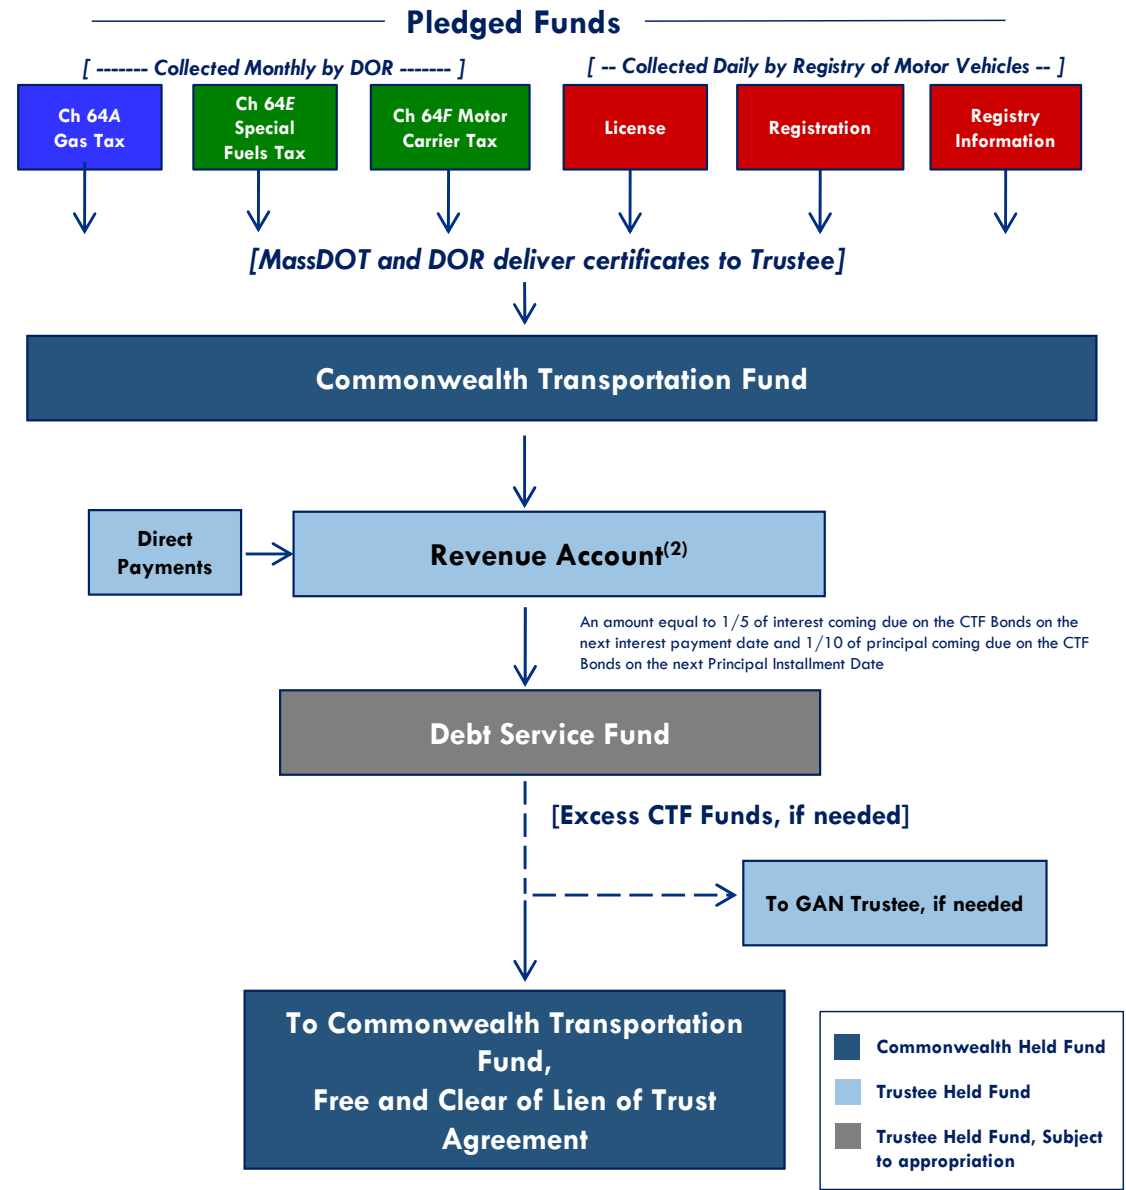 Pledged Funds
[ ------- Collected Monthly by DOR ------- ]
[ -- Collected Daily by Registry of Motor Vehicles -- ]
Ch 64A
Gas Tax
Ch 64E
Special
Fuels Tax
Ch 64F Motor
Carrier Tax
License
Registration
Registry
Information
[MassDOT and DOR deliver certificates to Trustee]
Commonwealth Transportation Fund
Direct
Payments
Revenue Account(2)
An amount equal to 1/5 of interest coming due on the CTF Bonds on the
next interest payment date and 1/10 of principal coming due on the CTF
Bonds on the next Principal Installment Date
Debt Service Fund
[Excess CTF Funds, if needed]
To GAN Trustee, if needed
To Commonwealth Transportation
Fund,
Free and Clear of Lien of Trust
Agreement
Commonwealth Held Fund
Trustee Held Fund
Trustee Held Fund, Subject
to appropriation